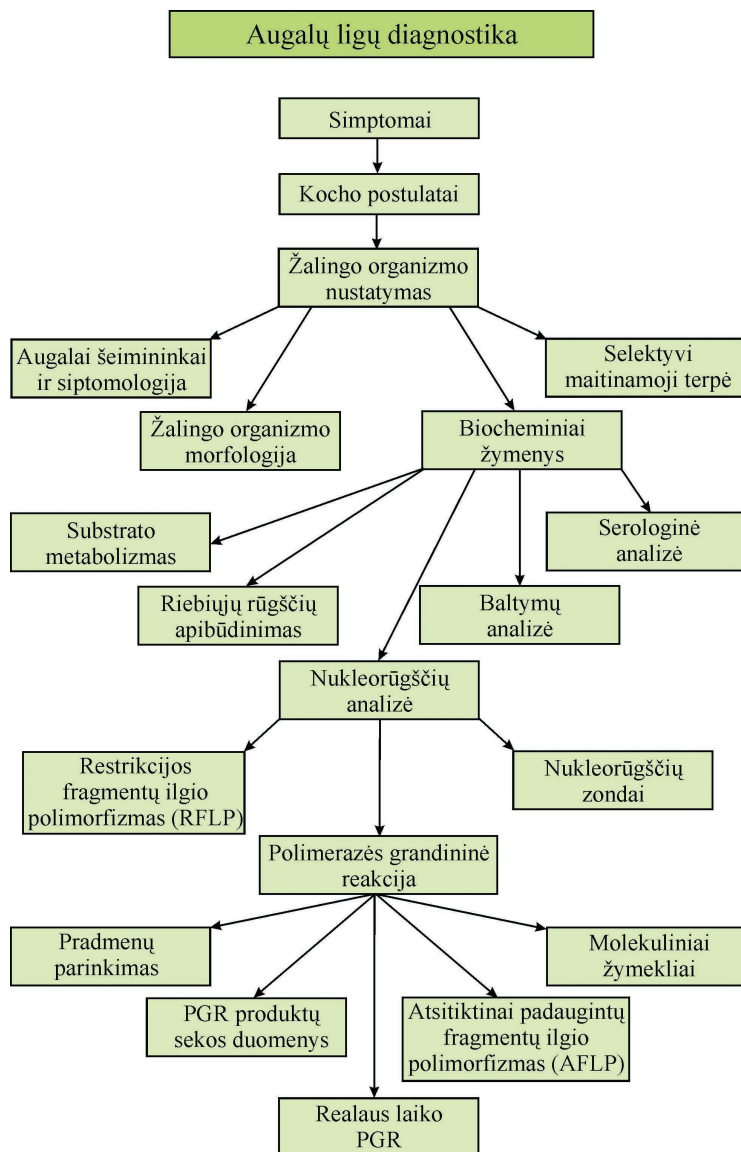 Augalų ligų diagnostika
Simptomai
Kocho postulatai
Žalingo organizmo
nustatymas
Augalai šeimininkai
ir siptomologija
Selektyvi
maitinamoji terpė
Žalingo organizmo
morfologija
Biocheminiai
žymenys
Substrato
metabolizmas
Serologinė
analizė
Riebiųjų rūgščių
apibūdinimas
Baltymų
analizė
Nukleorūgščių
analizė
Restrikcijos
fragmentų ilgio
polimorfizmas (RFLP)
Nukleorūgščių
zondai
Polimerazės grandininė
reakcija
Pradmenų
parinkimas
Molekuliniai
žymekliai
PGR produktų
sekos duomenys
Atsitiktinai padaugintų
fragmentų ilgio
polimorfizmas (AFLP)
Realaus laiko
PGR